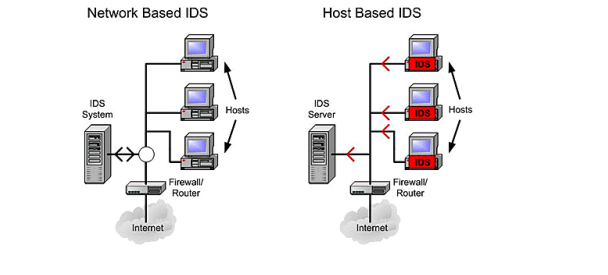 Network Based IDS
IDS
System
Hosts
Firewall/
Router
Internet
Host Based IDS
IDS
IDS
IDS
IDS
Server
Hosts
Firewall/
Router
Internet